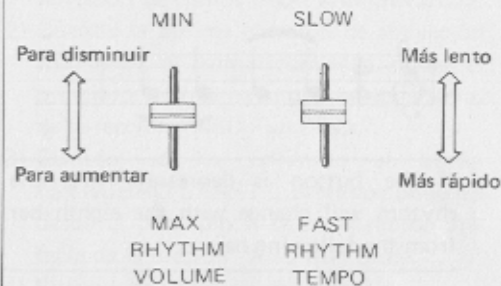 MIN SLOW
Para disminuir Más lento
Para aumentar Más rápido
MAX FAST
RHYTHM RHYTHM
VOLUME TEMPO